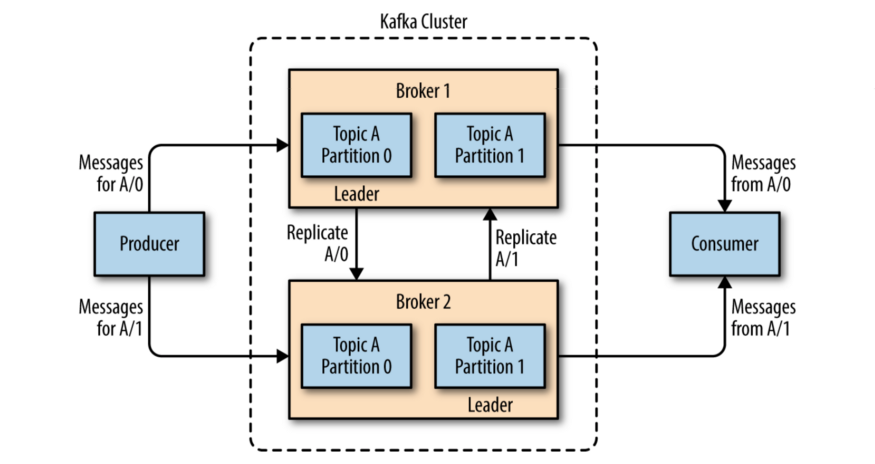 Kafka Cluster
Broker 1
Topic A
Partition 0
Topic A
Partition 1
Leader
Messages
for A/0
Messages
from A/0
Producer
Replicate
A/0
Replicate
A/1
Consumer
Messages
for A/1
Messages
from A/1
Broker 2
Topic A
Partition 0
Topic A
Partition 1
Leader